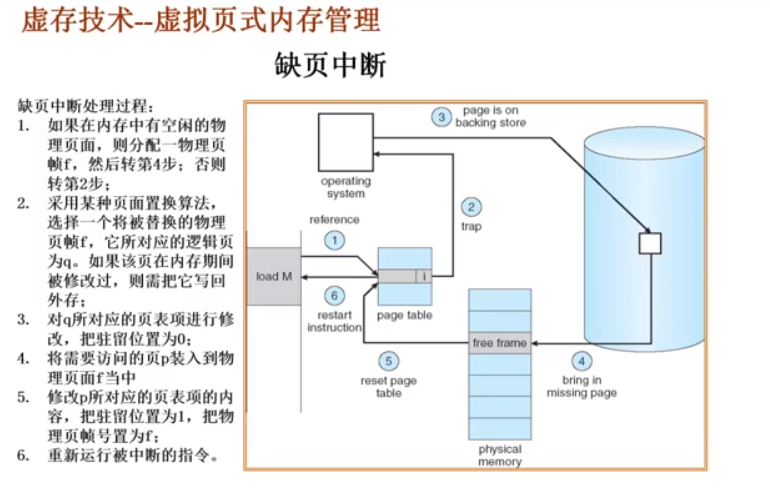 虚存技术--虚拟页式内存管理
缺页中断
缺页中断处理过程：
1. 如果在内存中有空闲的物
理页面，则分配一物理页
帧f，然后转第4步；否则
转第2步；
2. 采用某种页面置换算法，
选择一个将被替换的物理
页帧f，它所对应的逻辑页
为q。如果该页在内存期间
被修改过，则需把它写回
外存；
3. 对q所对应的页表项进行修
改，把驻留位置为0；
4. 将需要访问的页p装入到物
理页面f当中
5. 修改p所对应的页表项的内
容，把驻留位置为1，把物
理页帧号置为f；
6. 重新运行被中断的指令。
3
page is on
backing store
operating
system
2
trap
reference
1
load M
i
6
restart
instruction
page table
free frame
5
reset page
table
4
bring in
missing page
physical
memory